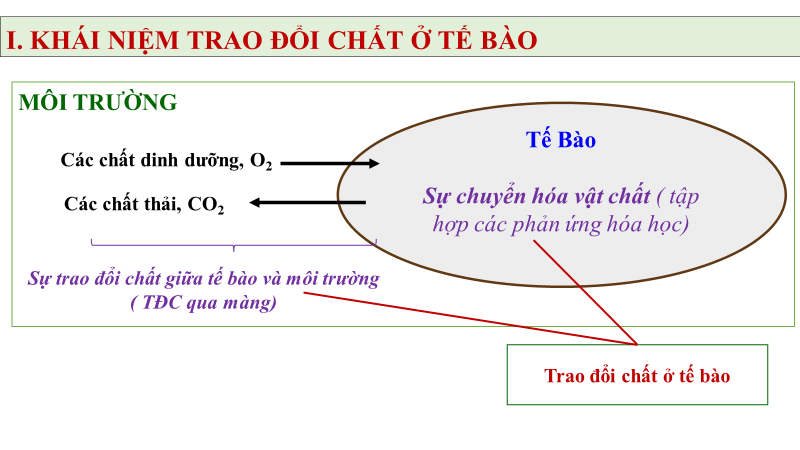 I. KHÁI NIỆM TRAO ĐỔI CHẤT Ở TẾ BÀO
MÔI TRƯỜNG
Tế Bào
Các chất dinh dưỡng, O₂
Các chất thải, CO₂
Sự chuyển hóa vật chất ( tập
hợp các phản ứng hóa học)
Sự trao đổi chất giữa tế bào và môi trường
( TĐC qua màng)
Trao đổi chất ở tế bào